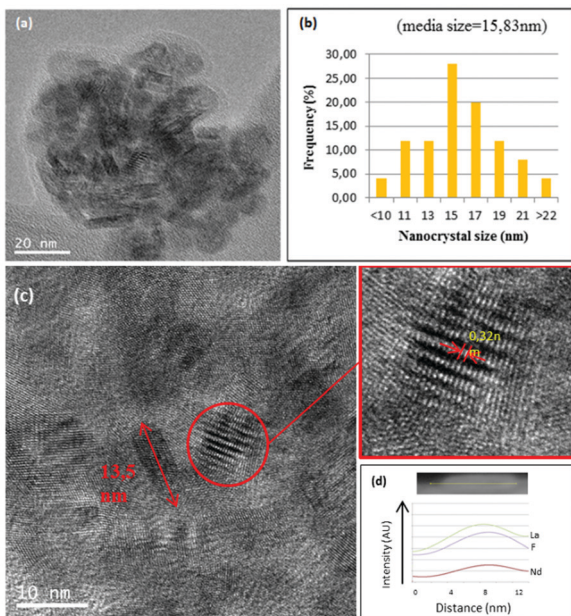 (a)
20 nm
(b)
(media size=15,83nm)
Frequency (%)
30,00
25,00
20,00
15,00
10,00
5,00
0,00
<10 11 13 15 17 19 21 >22
Nanocrystal size (nm)
(c)
13,5
nm
10 nm
0,32n
m
(d)
Intensity (AU)
La
F
Nd
0 4 8 12
Distance (nm)